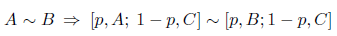 A ∼ B ⇒ [p, A; 1 − p, C] ∼ [p, B; 1 − p, C]